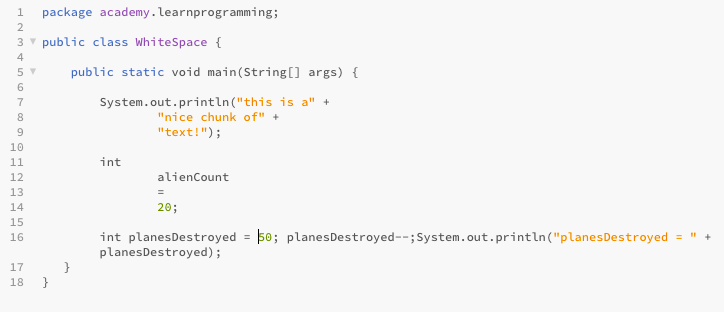 1 package academy.learnprogramming;
2
3 public class WhiteSpace {
4
5     public static void main(String[] args) {
6
7         System.out.println("this is a" +
8                 "nice chunk of" +
9                 "text!");
10
11         int
12                 alienCount
13                 =
14                 20;
15
16         int planesDestroyed = 50; planesDestroyed--;System.out.println("planesDestroyed = " +
        planesDestroyed);
17    }
18 }